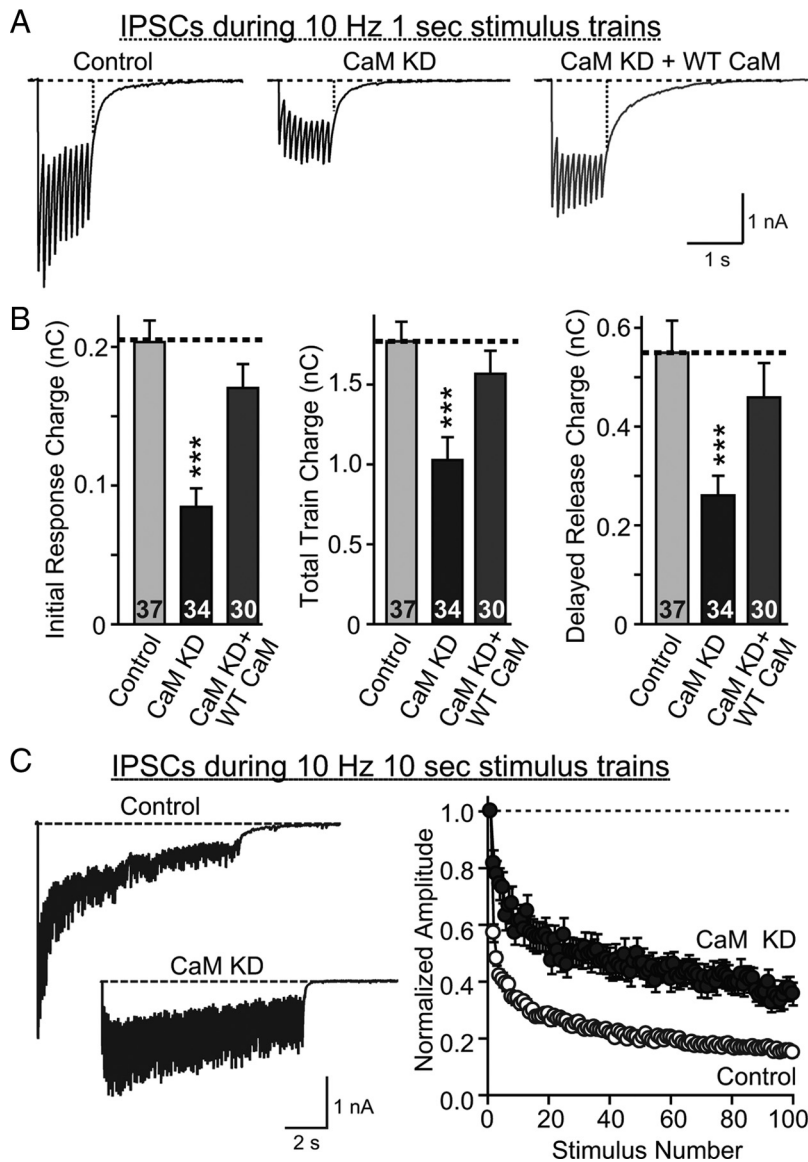 A
IPSCs during 10 Hz 1 sec stimulus trains
Control
CaM KD
CaM KD + WT CaM
1 nA
1 s
B
Initial Response Charge (nC)
0.2
0.1
0
***
37
34
30
Control
CaM KD
CaM KD+
WT CaM
Total Train Charge (nC)
1.5
1.0
1.5
0
***
37
34
30
Control
CaM KD
CaM KD+
WT CaM
Delayed Release Charge (nC)
0.6
0.4
0.2
0
***
37
34
30
Control
CaM KD
CaM KD+
WT CaM
C
IPSCs during 10 Hz 10 sec stimulus trains
Control
CaM KD
1 nA
2 s
Normalized Amplitude
1.0
0.8
0.6
0.4
0.2
0.0
CaM KD
Control
0
20
40
60
80
100
Stimulus Number